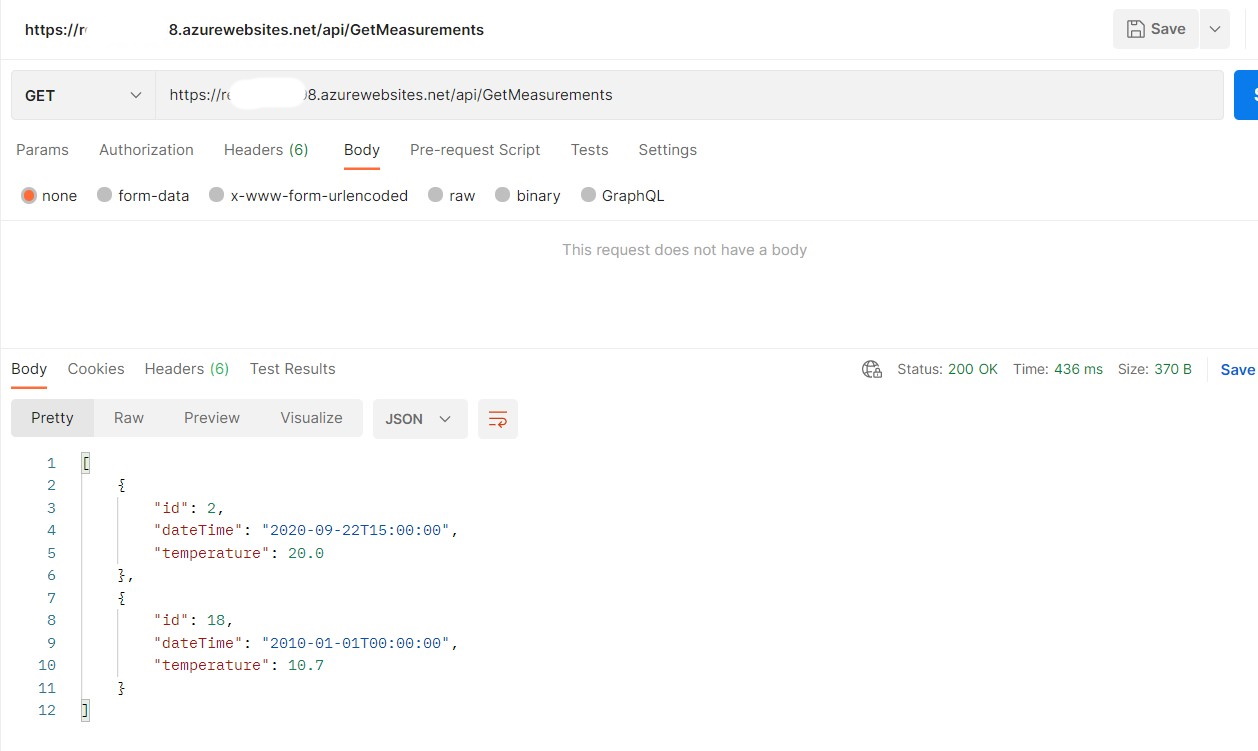 https://r 8.azurewebsites.net/api/GetMeasurements
Save
GET https://re 8.azurewebsites.net/api/GetMeasurements
Params Authorization Headers (6) Body Pre-request Script Tests Settings
none form-data x-www-form-urlencoded raw binary GraphQL
This request does not have a body
Body Cookies Headers (6) Test Results Status: 200 OK Time: 436 ms Size: 370 B Save
Pretty Raw Preview Visualize JSON
1 [
2 {
3 "id": 2,
4 "dateTime": "2020-09-22T15:00:00",
5 "temperature": 20.0
6 },
7 {
8 "id": 18,
9 "dateTime": "2010-01-01T00:00:00",
10 "temperature": 10.7
11 }
12 ]